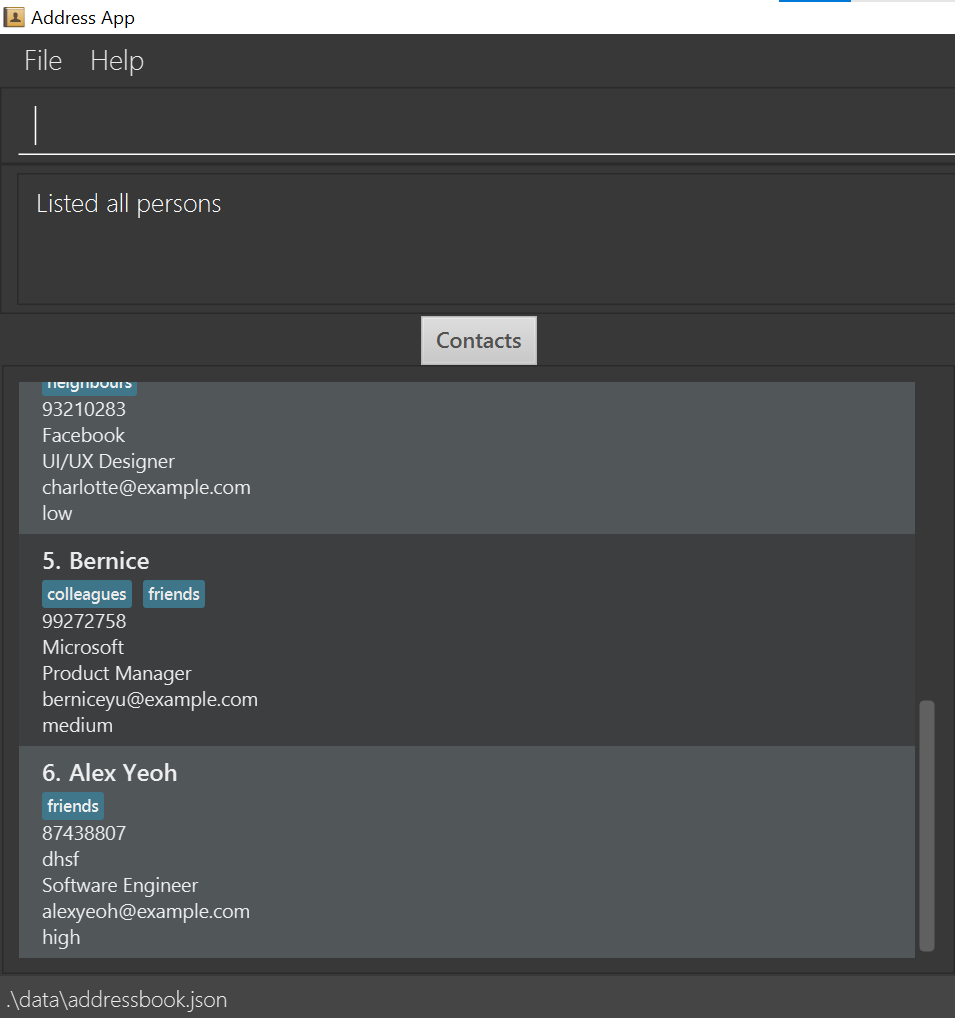 Address App
File Help
Listed all persons
Contacts
neighbours
93210283
Facebook
UI/UX Designer
charlotte@example.com
low
5. Bernice
colleagues friends
99272758
Microsoft
Product Manager
berniceyu@example.com
medium
6. Alex Yeoh
friends
87438807
dhsf
Software Engineer
alexyeoh@example.com
high
.\data\addressbook.json